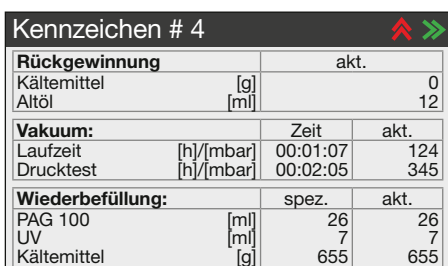 Kennzeichen # 4
Rückgewinnung akt.
Kältemittel [g] 0
Altöl [ml] 12
Vakuum: Zeit akt.
Laufzeit [h]/[mbar] 00:01:07 124
Drucktest [h]/[mbar] 00:02:05 345
Wiederbefüllung: spez. akt.
PAG 100 [ml] 26 26
UV [ml] 7 7
Kältemittel [g] 655 655